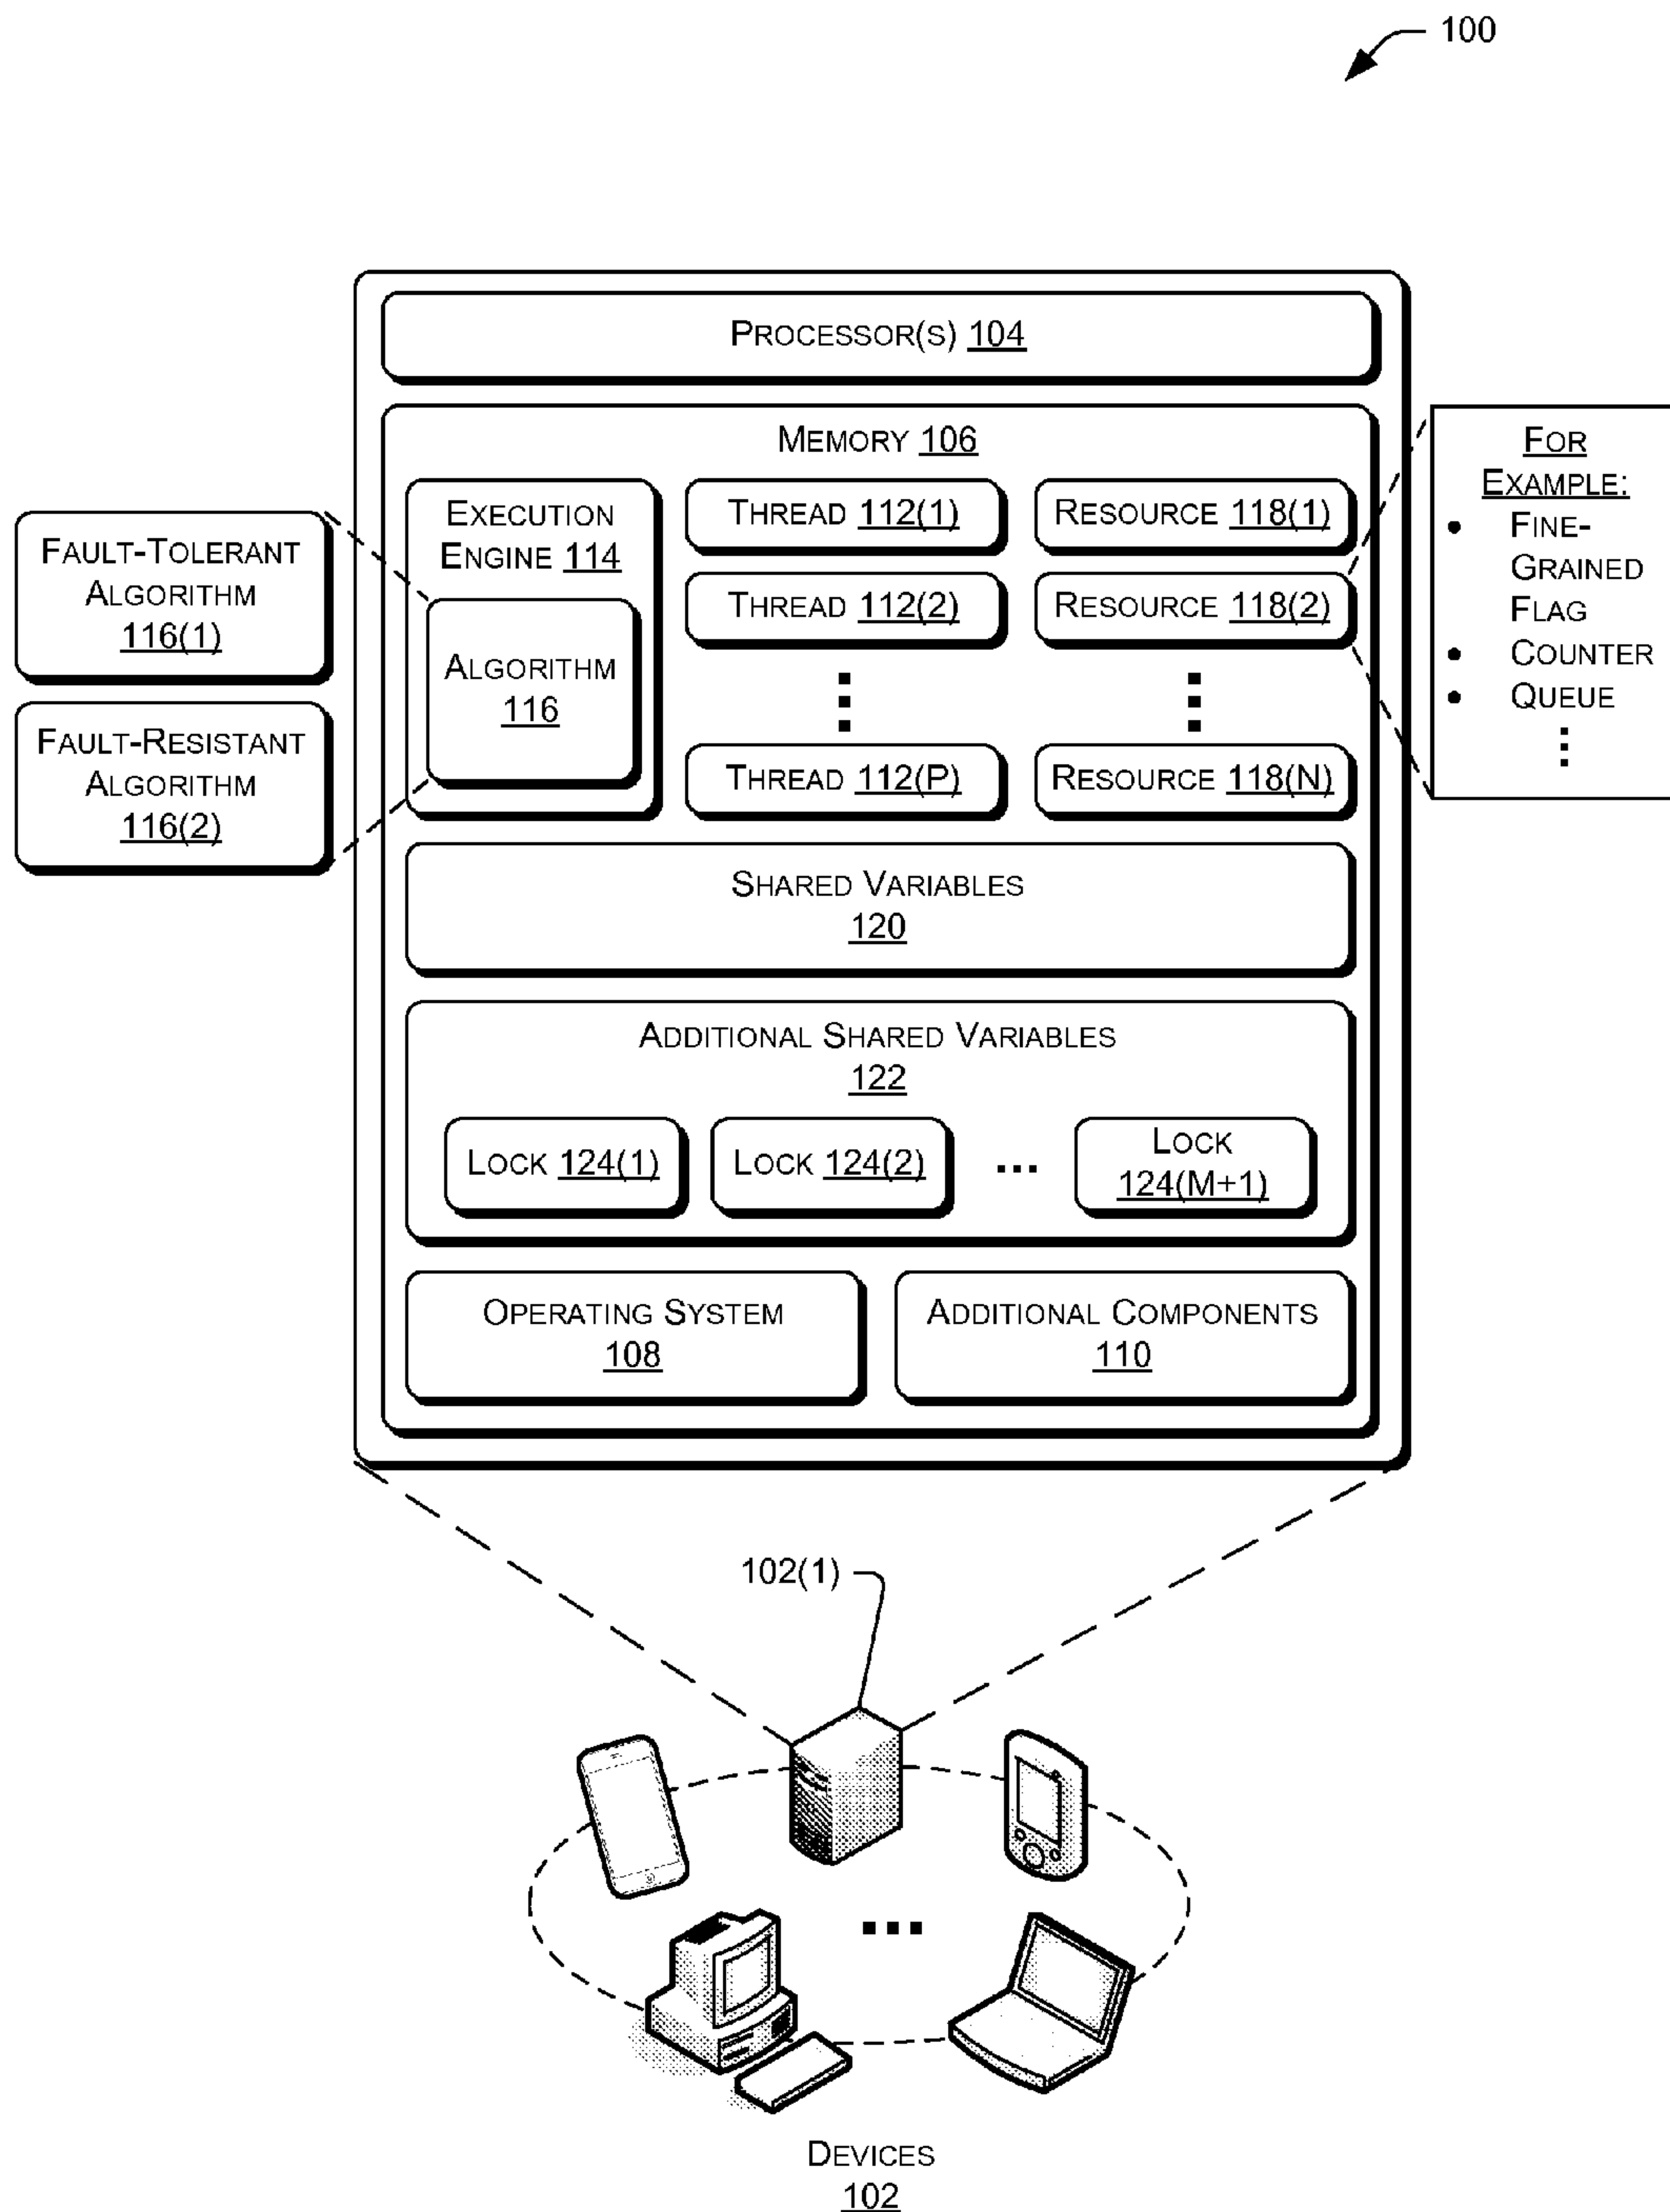 100
PROCESSOR(S) 104
MEMORY 106
EXECUTION
ENGINE 114
ALGORITHM
116
FAULT-TOLERANT
ALGORITHM
116(1)
FAULT-RESISTANT
ALGORITHM
116(2)
THREAD 112(1)
THREAD 112(2)
THREAD 112(P)
RESOURCE 118(1)
RESOURCE 118(2)
RESOURCE 118(N)
FOR
EXAMPLE:
• FINE-
GRAINED
FLAG
• COUNTER
• QUEUE
SHARED VARIABLES
120
ADDITIONAL SHARED VARIABLES
122
LOCK 124(1)
LOCK 124(2)
...
LOCK
124(M+1)
OPERATING SYSTEM
108
ADDITIONAL COMPONENTS
110
102(1)
...
DEVICES
102